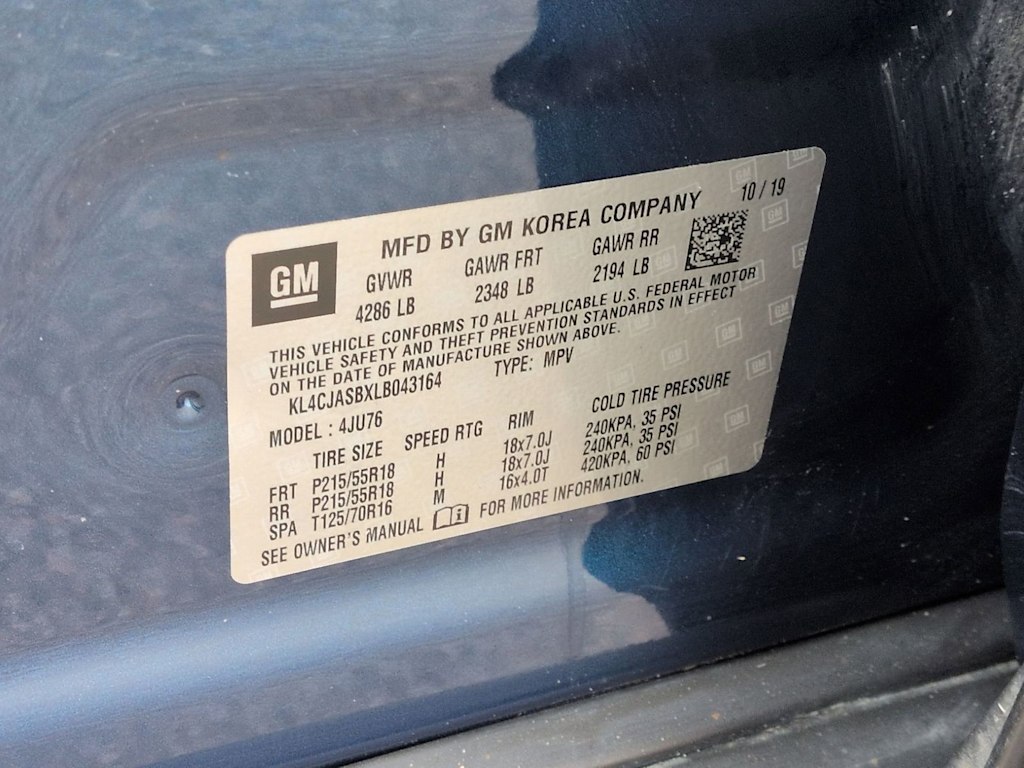 10 / 19
MFD BY GM KOREA COMPANY
GM
GVWR GAWR FRT GAWR RR
4286 LB 2348 LB 2194 LB
THIS VEHICLE CONFORMS TO ALL APPLICABLE U.S. FEDERAL MOTOR
VEHICLE SAFETY AND THEFT PREVENTION STANDARDS IN EFFECT
ON THE DATE OF MANUFACTURE SHOWN ABOVE.
KL4CJASBXLB043164 TYPE: MPV
MODEL : 4JU76
TIRE SIZE SPEED RTG RIM COLD TIRE PRESSURE
FRT P215/55R18 H 18x7.0J 240KPA, 35 PSI
RR P215/55R18 H 18x7.0J 240KPA, 35 PSI
SPA T125/70R16 M 16x4.0T 420KPA, 60 PSI
SEE OWNER'S MANUAL FOR MORE INFORMATION.